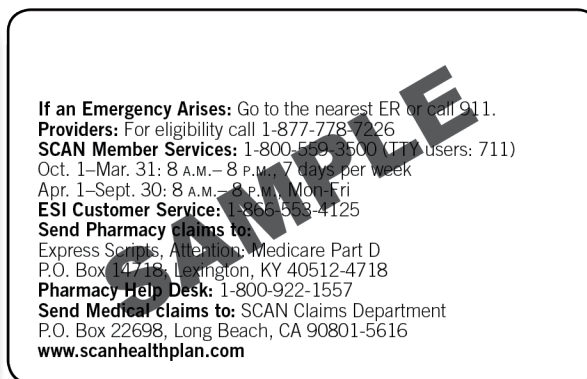 If an Emergency Arises: Go to the nearest ER or call 911.
Providers: For eligibility call 1-877-778-7226
SCAN Member Services: 1-800-559-3500 (TTY users: 711)
Oct. 1–Mar. 31: 8 A.M.– 8 P.M., 7 days per week
Apr. 1–Sept. 30: 8 A.M.– 8 P.M., Mon-Fri
ESI Customer Service: 1-866-553-4125
Send Pharmacy claims to:
Express Scripts, Attention: Medicare Part D
P.O. Box 14718; Lexington, KY 40512-4718
Pharmacy Help Desk: 1-800-922-1557
Send Medical claims to: SCAN Claims Department
P.O. Box 22698, Long Beach, CA 90801-5616
www.scanhealthplan.com
SAMPLE